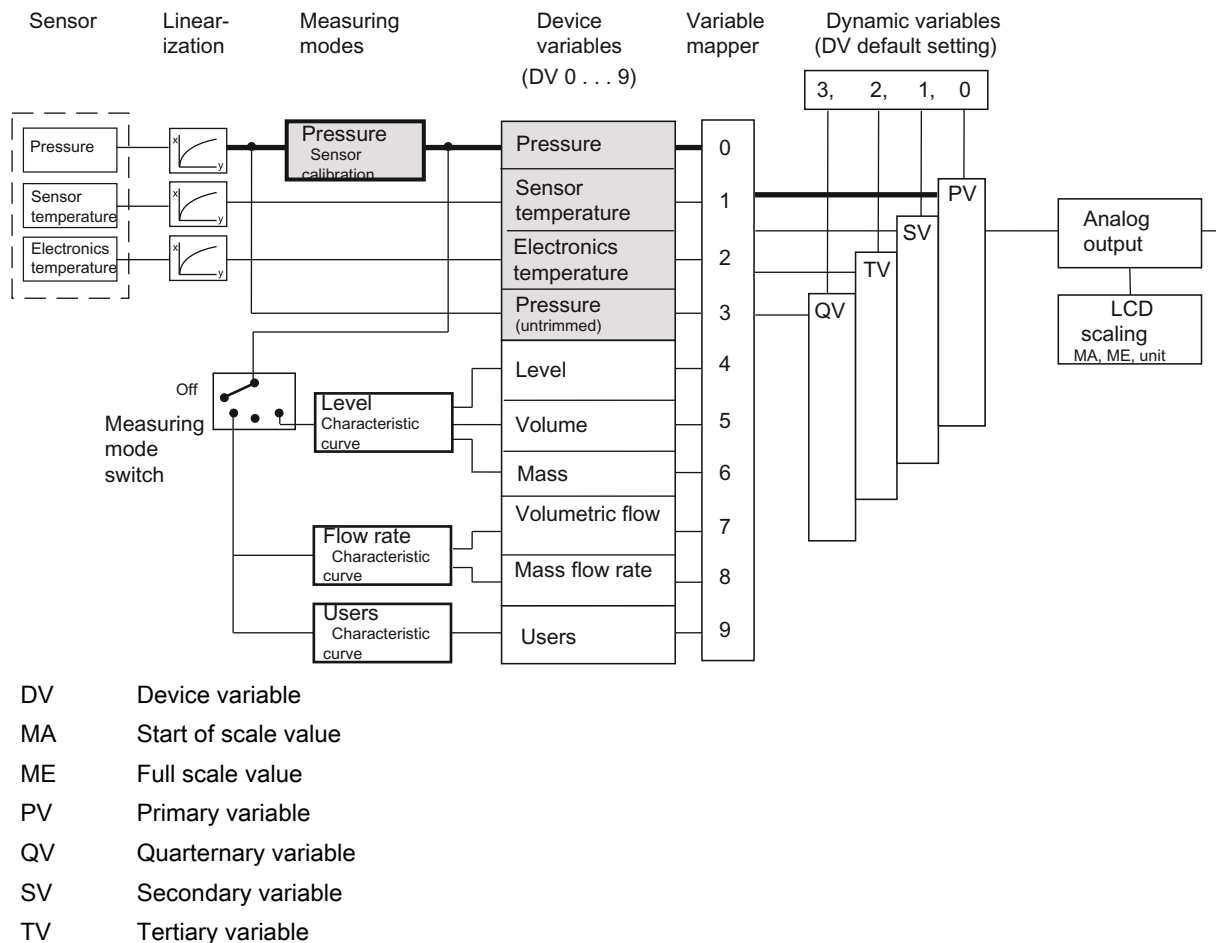 Sensor
Linear-
ization
Measuring
modes
Device
variables
(DV 0 . . . 9)
Variable
mapper
Dynamic variables
(DV default setting)
3, 2, 1, 0
Pressure
x
y
Pressure
Sensor
calibration
Pressure
0
Sensor
temperature
x
y
Sensor
temperature
1
Electronics
temperature
x
y
Electronics
temperature
2
Pressure
(untrimmed)
3
PV
SV
TV
QV
Analog
output
LCD
scaling
MA, ME, unit
Off
Measuring
mode
switch
Level
Characteristic
curve
Level
4
Volume
5
Mass
6
Flow rate
Characteristic
curve
Volumetric flow
7
Mass flow rate
8
Users
Characteristic
curve
Users
9
DV Device variable
MA Start of scale value
ME Full scale value
PV Primary variable
QV Quarternary variable
SV Secondary variable
TV Tertiary variable